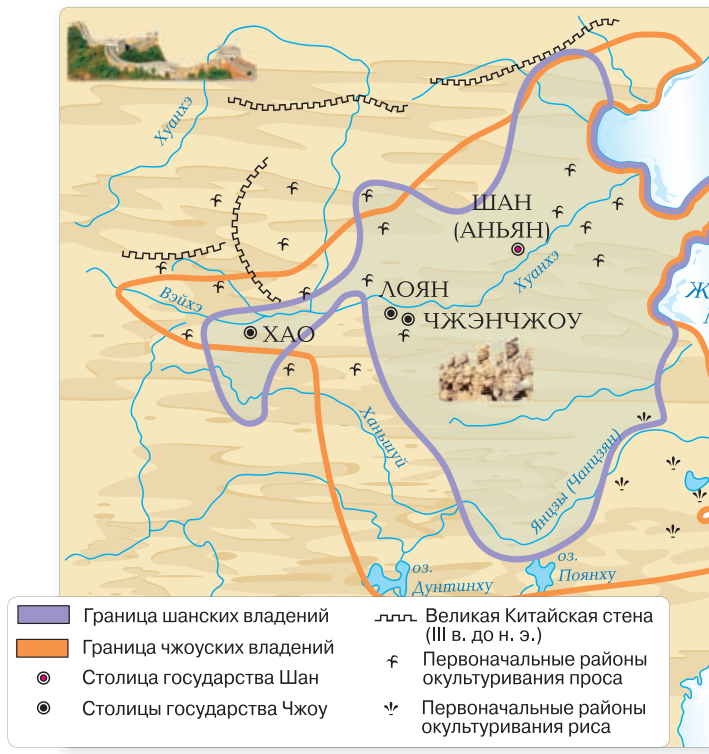 Хуанхэ
ШАН
(АНЬЯН)
Хуанхэ
Вэйхэ
ЛОЯН
ЧЖЭНЧЖОУ
ХАО
Ж
Ханьшуй
Янцзы (Чанцзян)
оз.
Дунтинху
оз.
Поянху
Граница шанских владений
Граница чжоуских владений
Столица государства Шан
Столицы государства Чжоу
Великая Китайская стена
(III в. до н. э.)
Первоначальные районы
окультуривания проса
Первоначальные районы
окультуривания риса